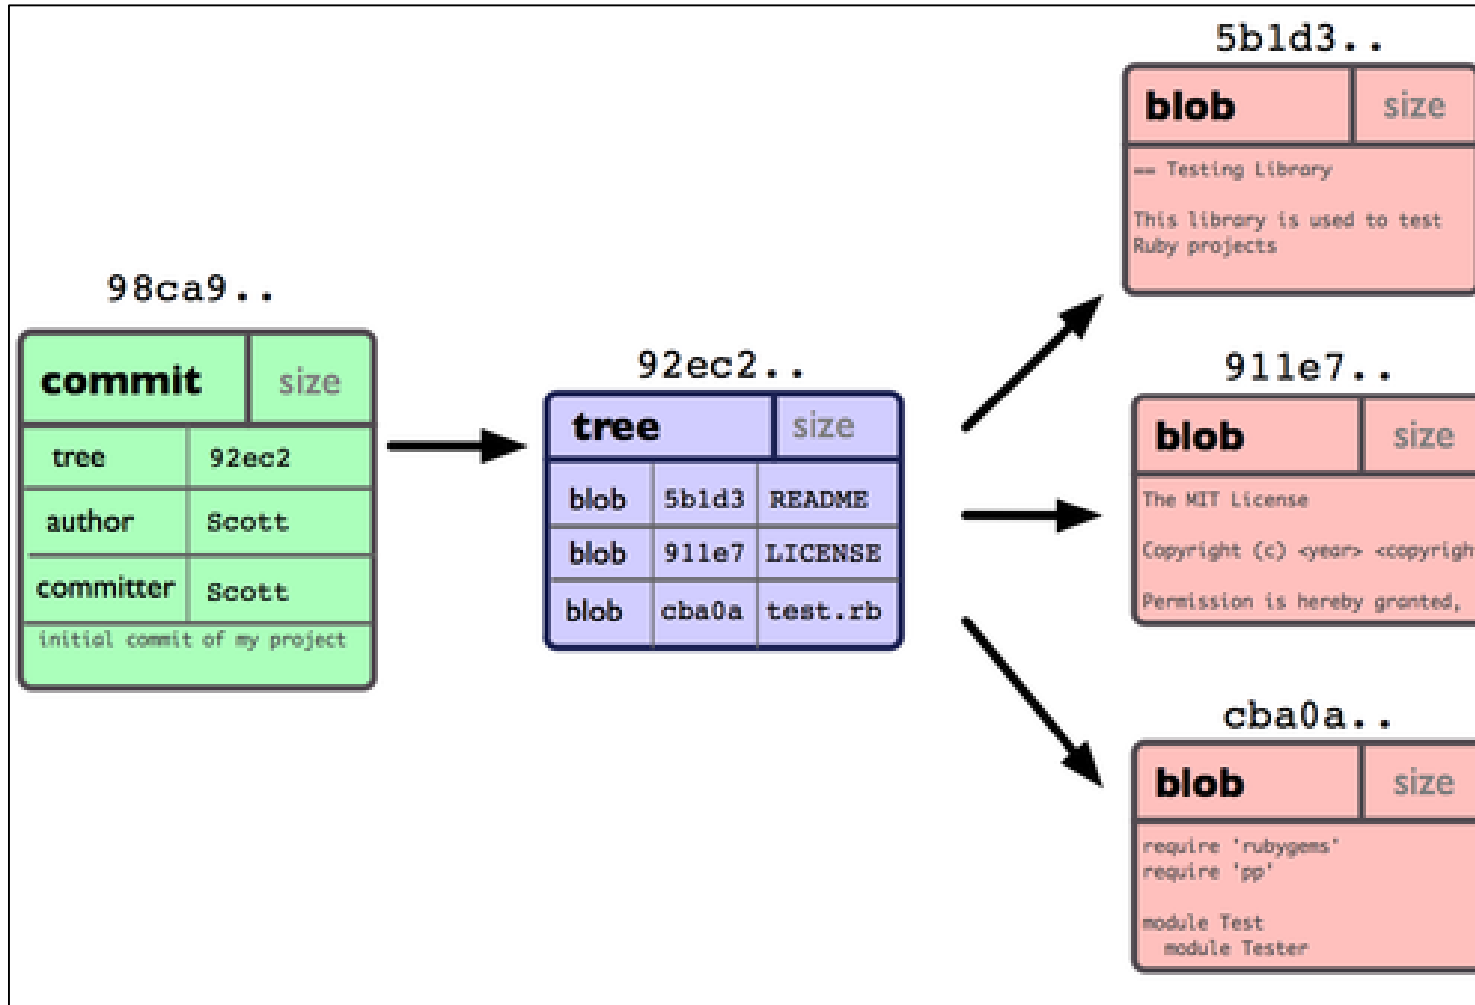 98ca9..
commit size
tree 92ec2
author Scott
committer Scott
initial commit of my project
92ec2..
tree size
blob 5b1d3 README
blob 911e7 LICENSE
blob cba0a test.rb
5b1d3..
blob size
== Testing Library
This library is used to test
Ruby projects
911e7..
blob size
The MIT License
Copyright (c) <year> <copyrigh
Permission is hereby granted,
cba0a..
blob size
require 'rubygems'
require 'pp'
module Test
module Tester